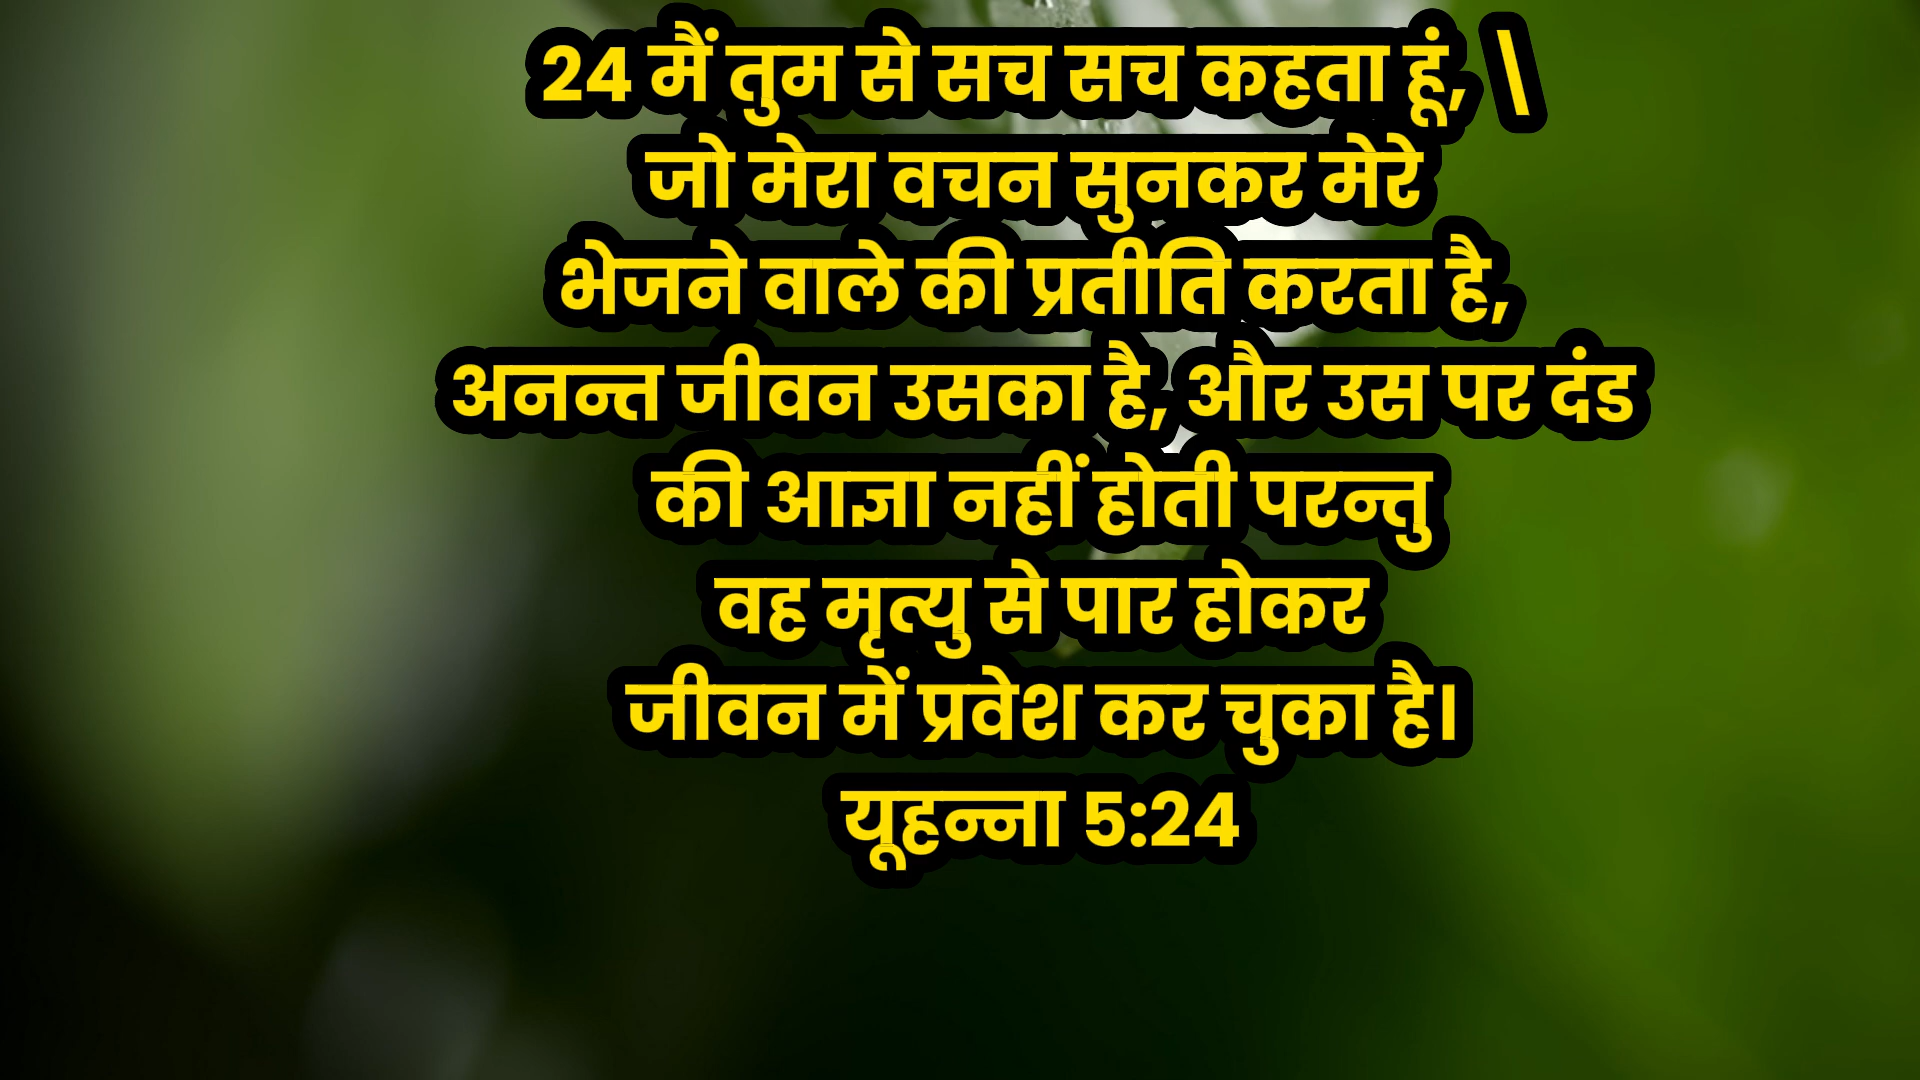 24 मैं तुम से सच सच कहता हूं, \
जो मेरा वचन सुनकर मेरे
भेजने वाले की प्रतीति करता है,
अनन्त जीवन उसका है, और उस पर दंड
की आज्ञा नहीं होती परन्तु
वह मृत्यु से पार होकर
जीवन में प्रवेश कर चुका है।
यूहन्ना 5:24